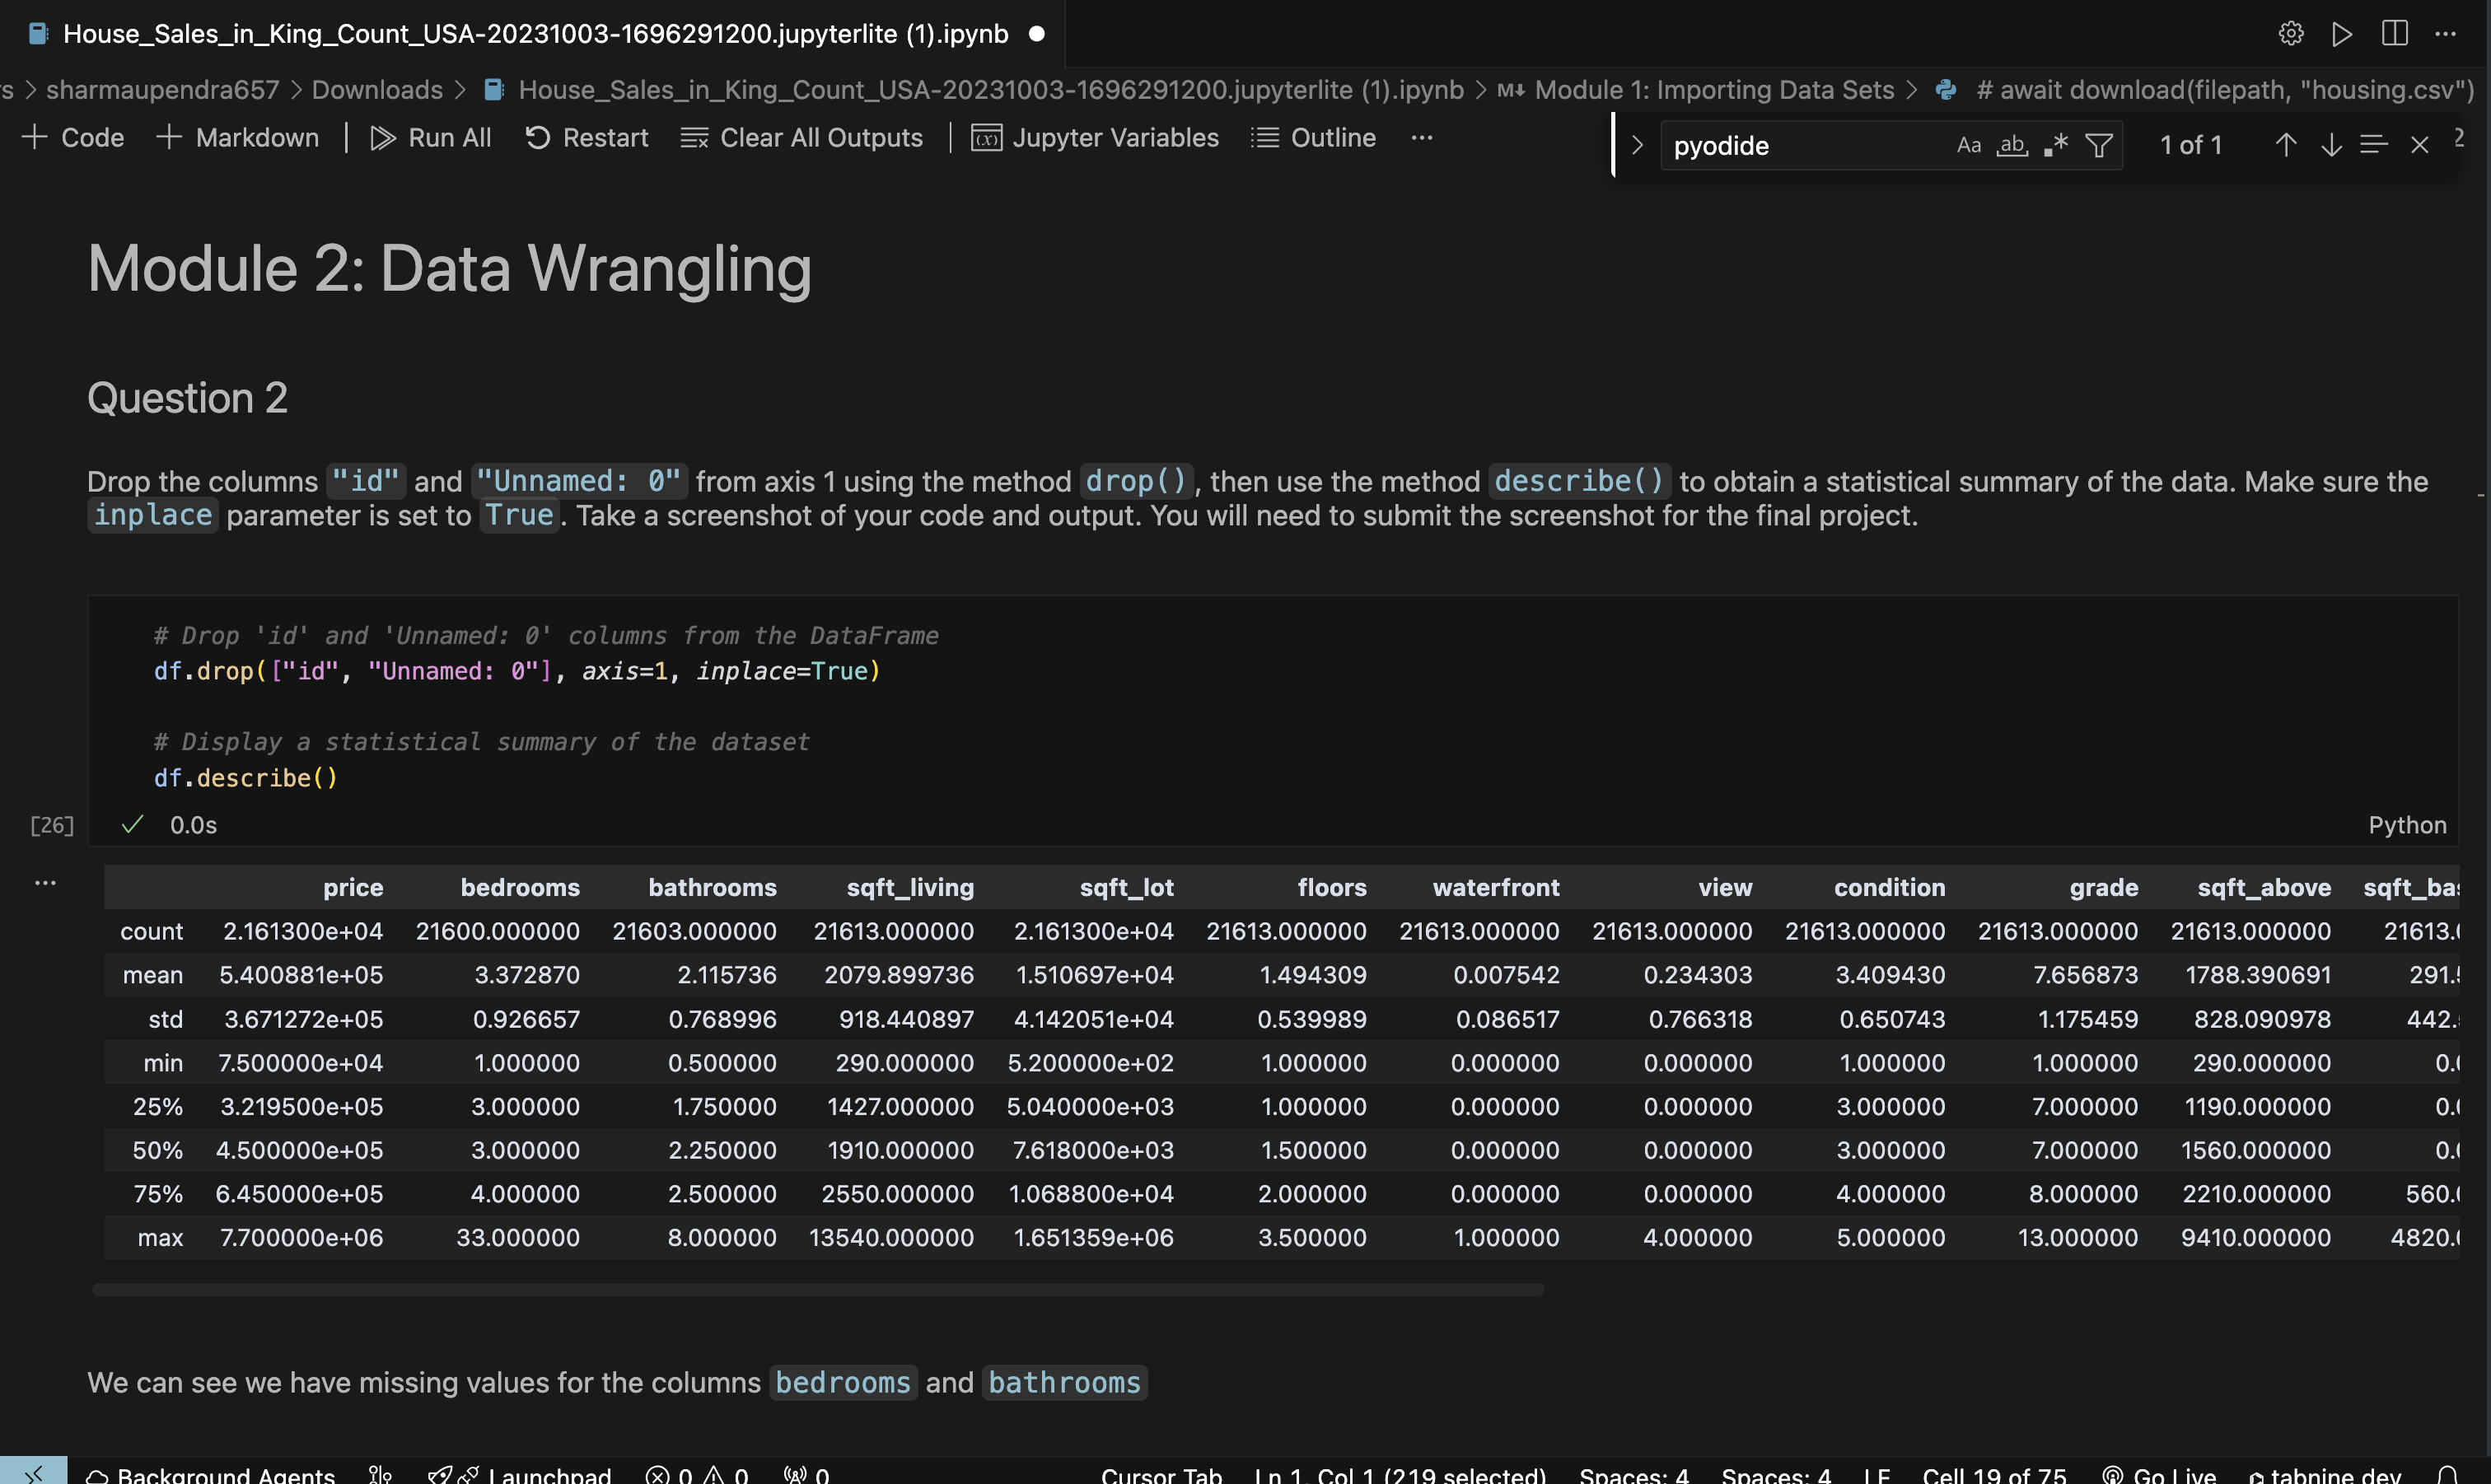 House_Sales_in_King_Count_USA-20231003-1696291200.jupyterlite (1).ipynb
s > sharmaupendra657 > Downloads > House_Sales_in_King_Count_USA-20231003-1696291200.jupyterlite (1).ipynb > M↓ Module 1: Importing Data Sets > # await download(filepath, "housing.csv")
+ Code + Markdown | Run All Restart Clear All Outputs | Jupyter Variables Outline ...
pyodide Aa ab 1 of 1
Module 2: Data Wrangling
Question 2
Drop the columns "id" and "Unnamed: 0" from axis 1 using the method drop(), then use the method describe() to obtain a statistical summary of the data. Make sure the
inplace parameter is set to True. Take a screenshot of your code and output. You will need to submit the screenshot for the final project.
# Drop 'id' and 'Unnamed: 0' columns from the DataFrame
df.drop(["id", "Unnamed: 0"], axis=1, inplace=True)
# Display a statistical summary of the dataset
df.describe()
[26] ✓ 0.0s Python
...
price bedrooms bathrooms sqft_living sqft_lot floors waterfront view condition grade sqft_above sqft_bas
count 2.161300e+04 21600.000000 21603.000000 21613.000000 2.161300e+04 21613.000000 21613.000000 21613.000000 21613.000000 21613.000000 21613.000000 21613.0
mean 5.400881e+05 3.372870 2.115736 2079.899736 1.510697e+04 1.494309 0.007542 0.234303 3.409430 7.656873 1788.390691 291.5
std 3.671272e+05 0.926657 0.768996 918.440897 4.142051e+04 0.539989 0.086517 0.766318 0.650743 1.175459 828.090978 442.
min 7.500000e+04 1.000000 0.500000 290.000000 5.200000e+02 1.000000 0.000000 0.000000 1.000000 1.000000 290.000000 0.0
25% 3.219500e+05 3.000000 1.750000 1427.000000 5.040000e+03 1.000000 0.000000 0.000000 3.000000 7.000000 1190.000000 0.0
50% 4.500000e+05 3.000000 2.250000 1910.000000 7.618000e+03 1.500000 0.000000 0.000000 3.000000 7.000000 1560.000000 0.0
75% 6.450000e+05 4.000000 2.500000 2550.000000 1.068800e+04 2.000000 0.000000 0.000000 4.000000 8.000000 2210.000000 560.0
max 7.700000e+06 33.000000 8.000000 13540.000000 1.651359e+06 3.500000 1.000000 4.000000 5.000000 13.000000 9410.000000 4820.0
We can see we have missing values for the columns bedrooms and bathrooms
Background Agents Launchpad 0 0 0 Cursor Tab Ln 1, Col 1 (219 selected) Spaces: 4 Spaces: 4 LF Cell 19 of 75 Go Live tabnine dev